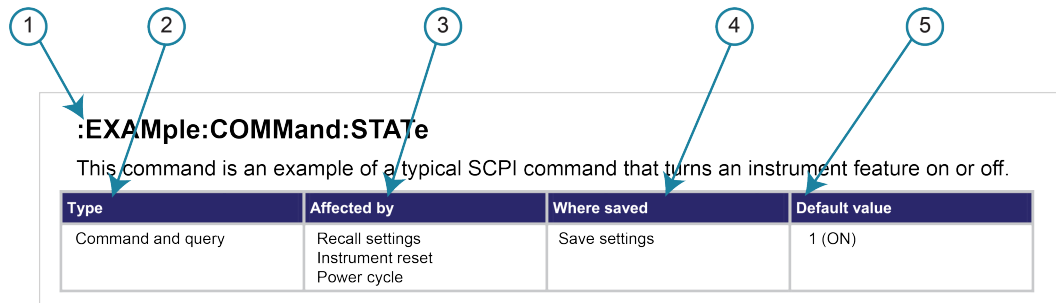 1 2 3 4 5
:EXAMple:COMMand:STATe
This command is an example of a typical SCPI command that turns an instrument feature on or off.
Type Affected by Where saved Default value
Command and query Recall settings Save settings 1 (ON)
Instrument reset
Power cycle